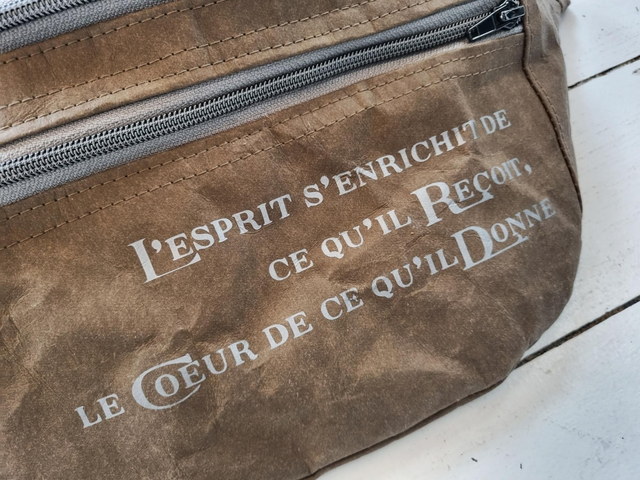 L'ESPRIT S'ENRICHIT DE
CE QU'IL REÇOIT,
LE COEUR DE CE QU'IL DONNE